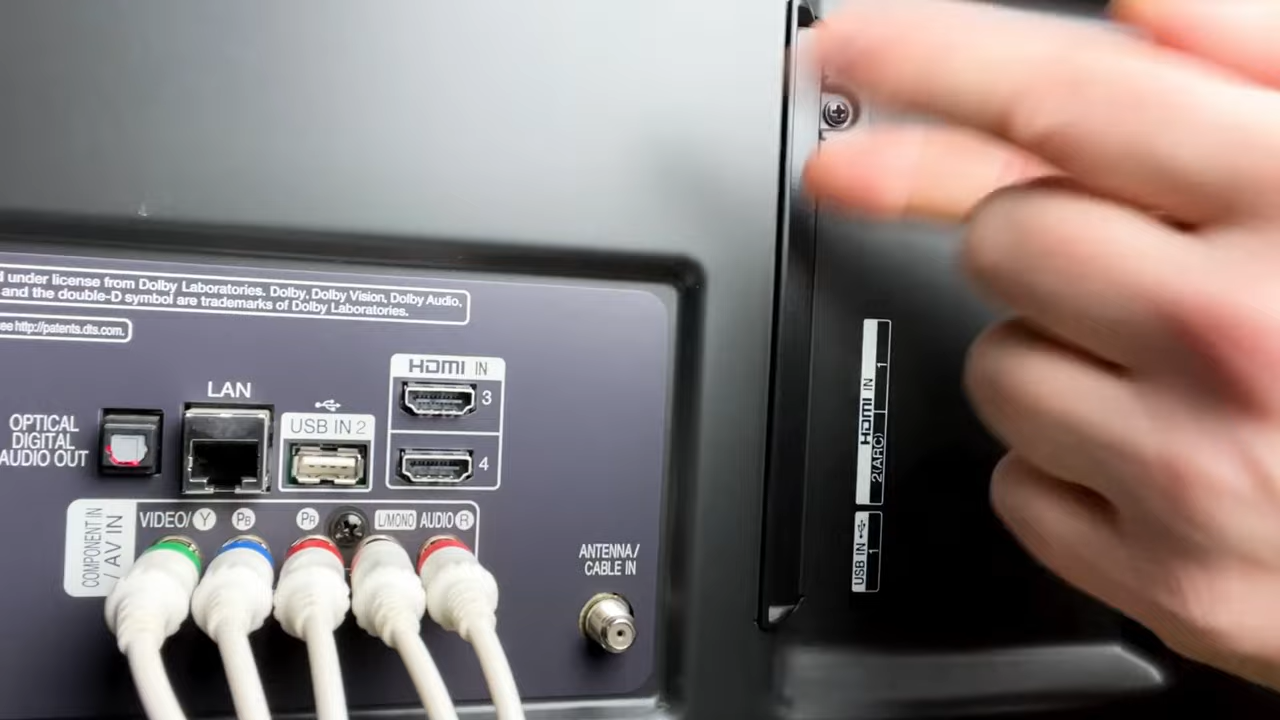 d under license from Dolby Laboratories. Dolby, Dolby Vision, Dolby Audio,
and the double-D symbol are trademarks of Dolby Laboratories.
ee http://patents.dts.com.
LAN
OPTICAL
DIGITAL
AUDIO OUT
USB IN 2
HDMI IN
3
4
COMPONENT IN
/ AV IN
VIDEO/ Y
PB
PR
L/MONO AUDIO R
ANTENNA/
CABLE IN
HDMI IN
1
2(ARC)
USB IN
1